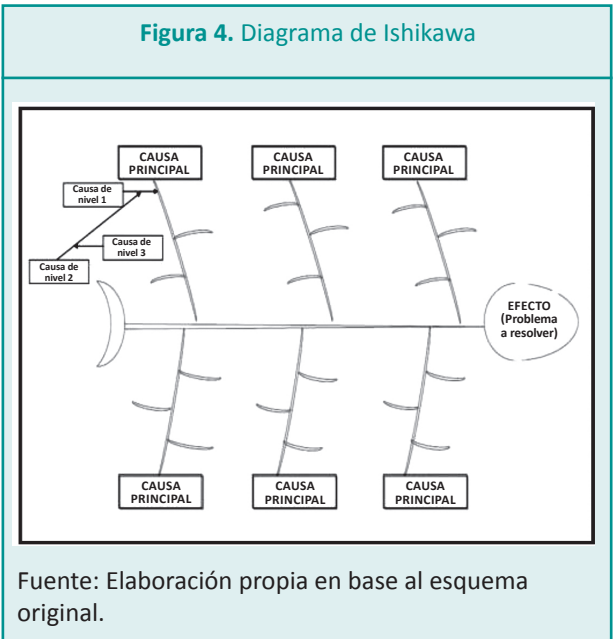 Figura 4. Diagrama de Ishikawa
CAUSA
PRINCIPAL
CAUSA
PRINCIPAL
CAUSA
PRINCIPAL
Causa de
nivel 1
Causa de
nivel 3
Causa de
nivel 2
EFECTO
(Problema
a resolver)
CAUSA
PRINCIPAL
CAUSA
PRINCIPAL
CAUSA
PRINCIPAL
Fuente: Elaboración propia en base al esquema
original.